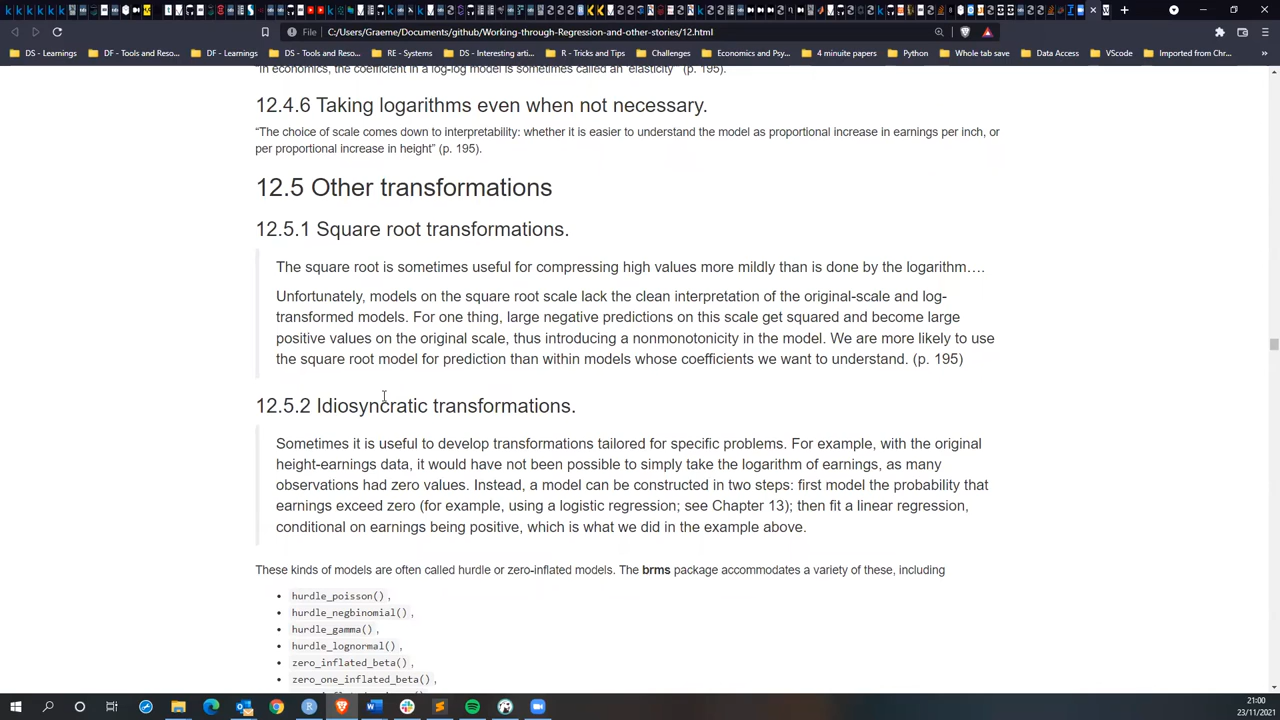 File
C:/Users/Graeme/Documents/github/Working-through-Regression-and-other-stories/12.html
DS - Learnings
DF - Tools and Reso...
DF - Learnings
DS - Tools and Reso...
RE - Systems
DS - Interesting arti...
R - Tricks and Tips
Challenges
Economics and Psy...
4 minuite papers
Python
Whole tab save
Data Access
VScode
Imported from Chr...
“In economics, the coefficient in a log-log model is sometimes called an ‘elasticity’” (p. 195).
12.4.6 Taking logarithms even when not necessary.
“The choice of scale comes down to interpretability: whether it is easier to understand the model as proportional increase in earnings per inch, or
per proportional increase in height” (p. 195).
12.5 Other transformations
12.5.1 Square root transformations.
The square root is sometimes useful for compressing high values more mildly than is done by the logarithm….
Unfortunately, models on the square root scale lack the clean interpretation of the original-scale and log-
transformed models. For one thing, large negative predictions on this scale get squared and become large
positive values on the original scale, thus introducing a nonmonotonicity in the model. We are more likely to use
the square root model for prediction than within models whose coefficients we want to understand. (p. 195)
12.5.2 Idiosyncratic transformations.
Sometimes it is useful to develop transformations tailored for specific problems. For example, with the original
height-earnings data, it would have not been possible to simply take the logarithm of earnings, as many
observations had zero values. Instead, a model can be constructed in two steps: first model the probability that
earnings exceed zero (for example, using a logistic regression; see Chapter 13); then fit a linear regression,
conditional on earnings being positive, which is what we did in the example above.
These kinds of models are often called hurdle or zero-inflated models. The brms package accommodates a variety of these, including
• hurdle_poisson(),
• hurdle_negbinomial(),
• hurdle_gamma(),
• hurdle_lognormal(),
• zero_inflated_beta(),
• zero_one_inflated_beta(),
21:00
23/11/2021